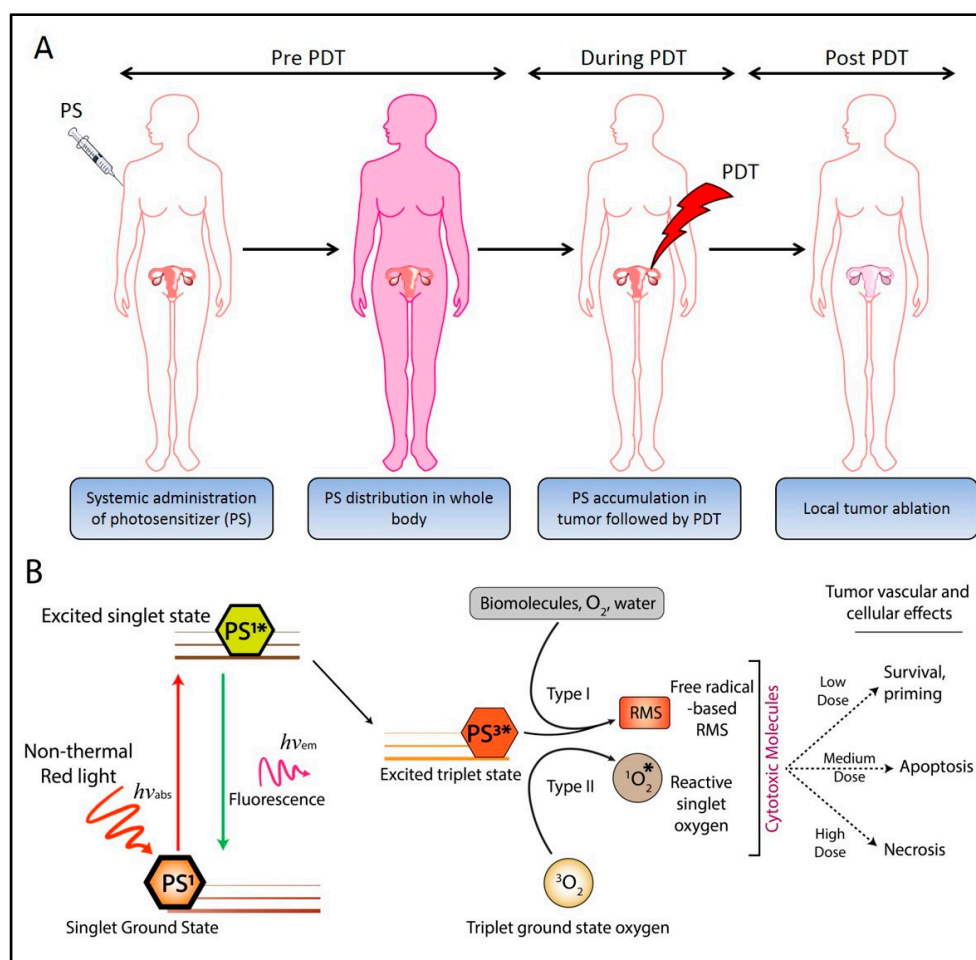 A
Pre PDT
During PDT
Post PDT
PS
PDT
Systemic administration
of photosensitizer (PS)
PS distribution in whole
body
PS accumulation in
tumor followed by PDT
Local tumor ablation
B
Excited singlet state
PS¹*
Biomolecules, O₂, water
Tumor vascular and
cellular effects
Non-thermal
Red light
hνabs
hνem
Fluorescence
PS¹
Singlet Ground State
PS³*
Excited triplet state
Type I
RMS
Free radical
-based
RMS
Type II
¹O₂*
Reactive
singlet
oxygen
³O₂
Triplet ground state oxygen
Cytotoxic Molecules
Low
Dose
Survival,
priming
Medium
Dose
Apoptosis
High
Dose
Necrosis